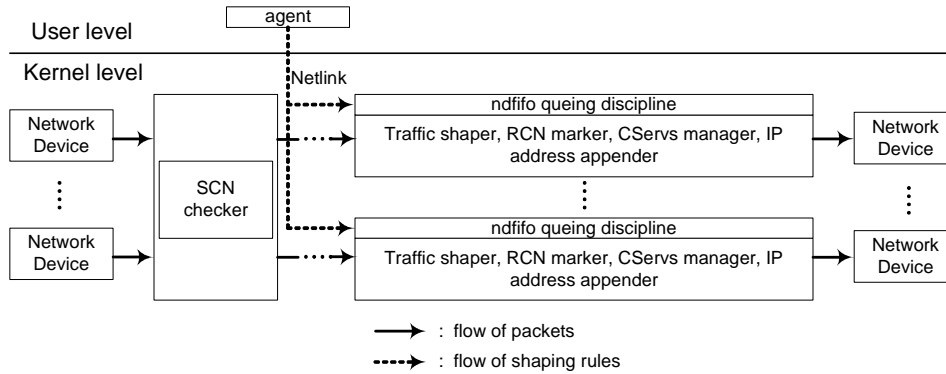 agent
User level
Kernel level
Netlink
Network
Device
SCN
checker
ndfifo queing discipline
Traffic shaper, RCN marker, CServs manager, IP
address appender
Network
Device
Network
Device
ndfifo queing discipline
Traffic shaper, RCN marker, CServs manager, IP
address appender
Network
Device
: flow of packets
: flow of shaping rules